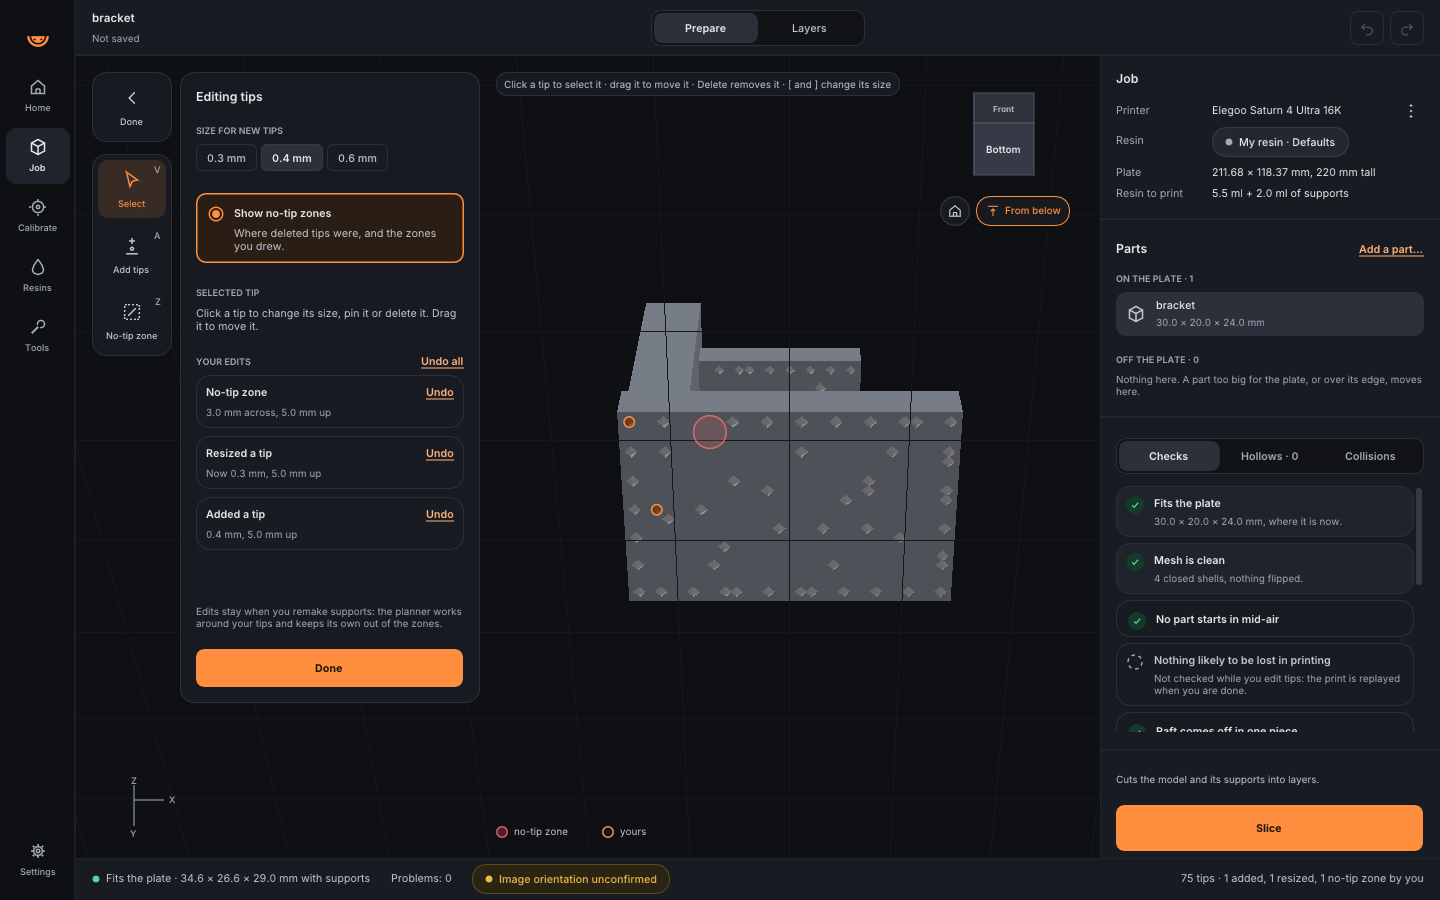 bracket
Not saved
Prepare
Layers
Home
Job
Calibrate
Resins
Tools
Settings
Done
V
Select
A
Add tips
Z
No-tip zone
Editing tips
SIZE FOR NEW TIPS
0.3 mm
0.4 mm
0.6 mm
Show no-tip zones
Where deleted tips were, and the zones
you drew.
SELECTED TIP
Click a tip to change its size, pin it or delete it. Drag
it to move it.
YOUR EDITS
Undo all
No-tip zone
Undo
3.0 mm across, 5.0 mm up
Resized a tip
Undo
Now 0.3 mm, 5.0 mm up
Added a tip
Undo
0.4 mm, 5.0 mm up
Edits stay when you remake supports: the planner works
around your tips and keeps its own out of the zones.
Done
Click a tip to select it · drag it to move it · Delete removes it · [ and ] change its size
Front
Bottom
From below
Z
X
Y
no-tip zone
yours
Job
Printer
Elegoo Saturn 4 Ultra 16K
Resin
My resin · Defaults
Plate
211.68 × 118.37 mm, 220 mm tall
Resin to print
5.5 ml + 2.0 ml of supports
Parts
Add a part...
ON THE PLATE · 1
bracket
30.0 × 20.0 × 24.0 mm
OFF THE PLATE · 0
Nothing here. A part too big for the plate, or over its edge, moves
here.
Checks
Hollows · 0
Collisions
Fits the plate
30.0 × 20.0 × 24.0 mm, where it is now.
Mesh is clean
4 closed shells, nothing flipped.
No part starts in mid-air
Nothing likely to be lost in printing
Not checked while you edit tips: the print is replayed
when you are done.
Raft comes off in one piece
Cuts the model and its supports into layers.
Slice
Fits the plate · 34.6 × 26.6 × 29.0 mm with supports
Problems: 0
Image orientation unconfirmed
75 tips · 1 added, 1 resized, 1 no-tip zone by you